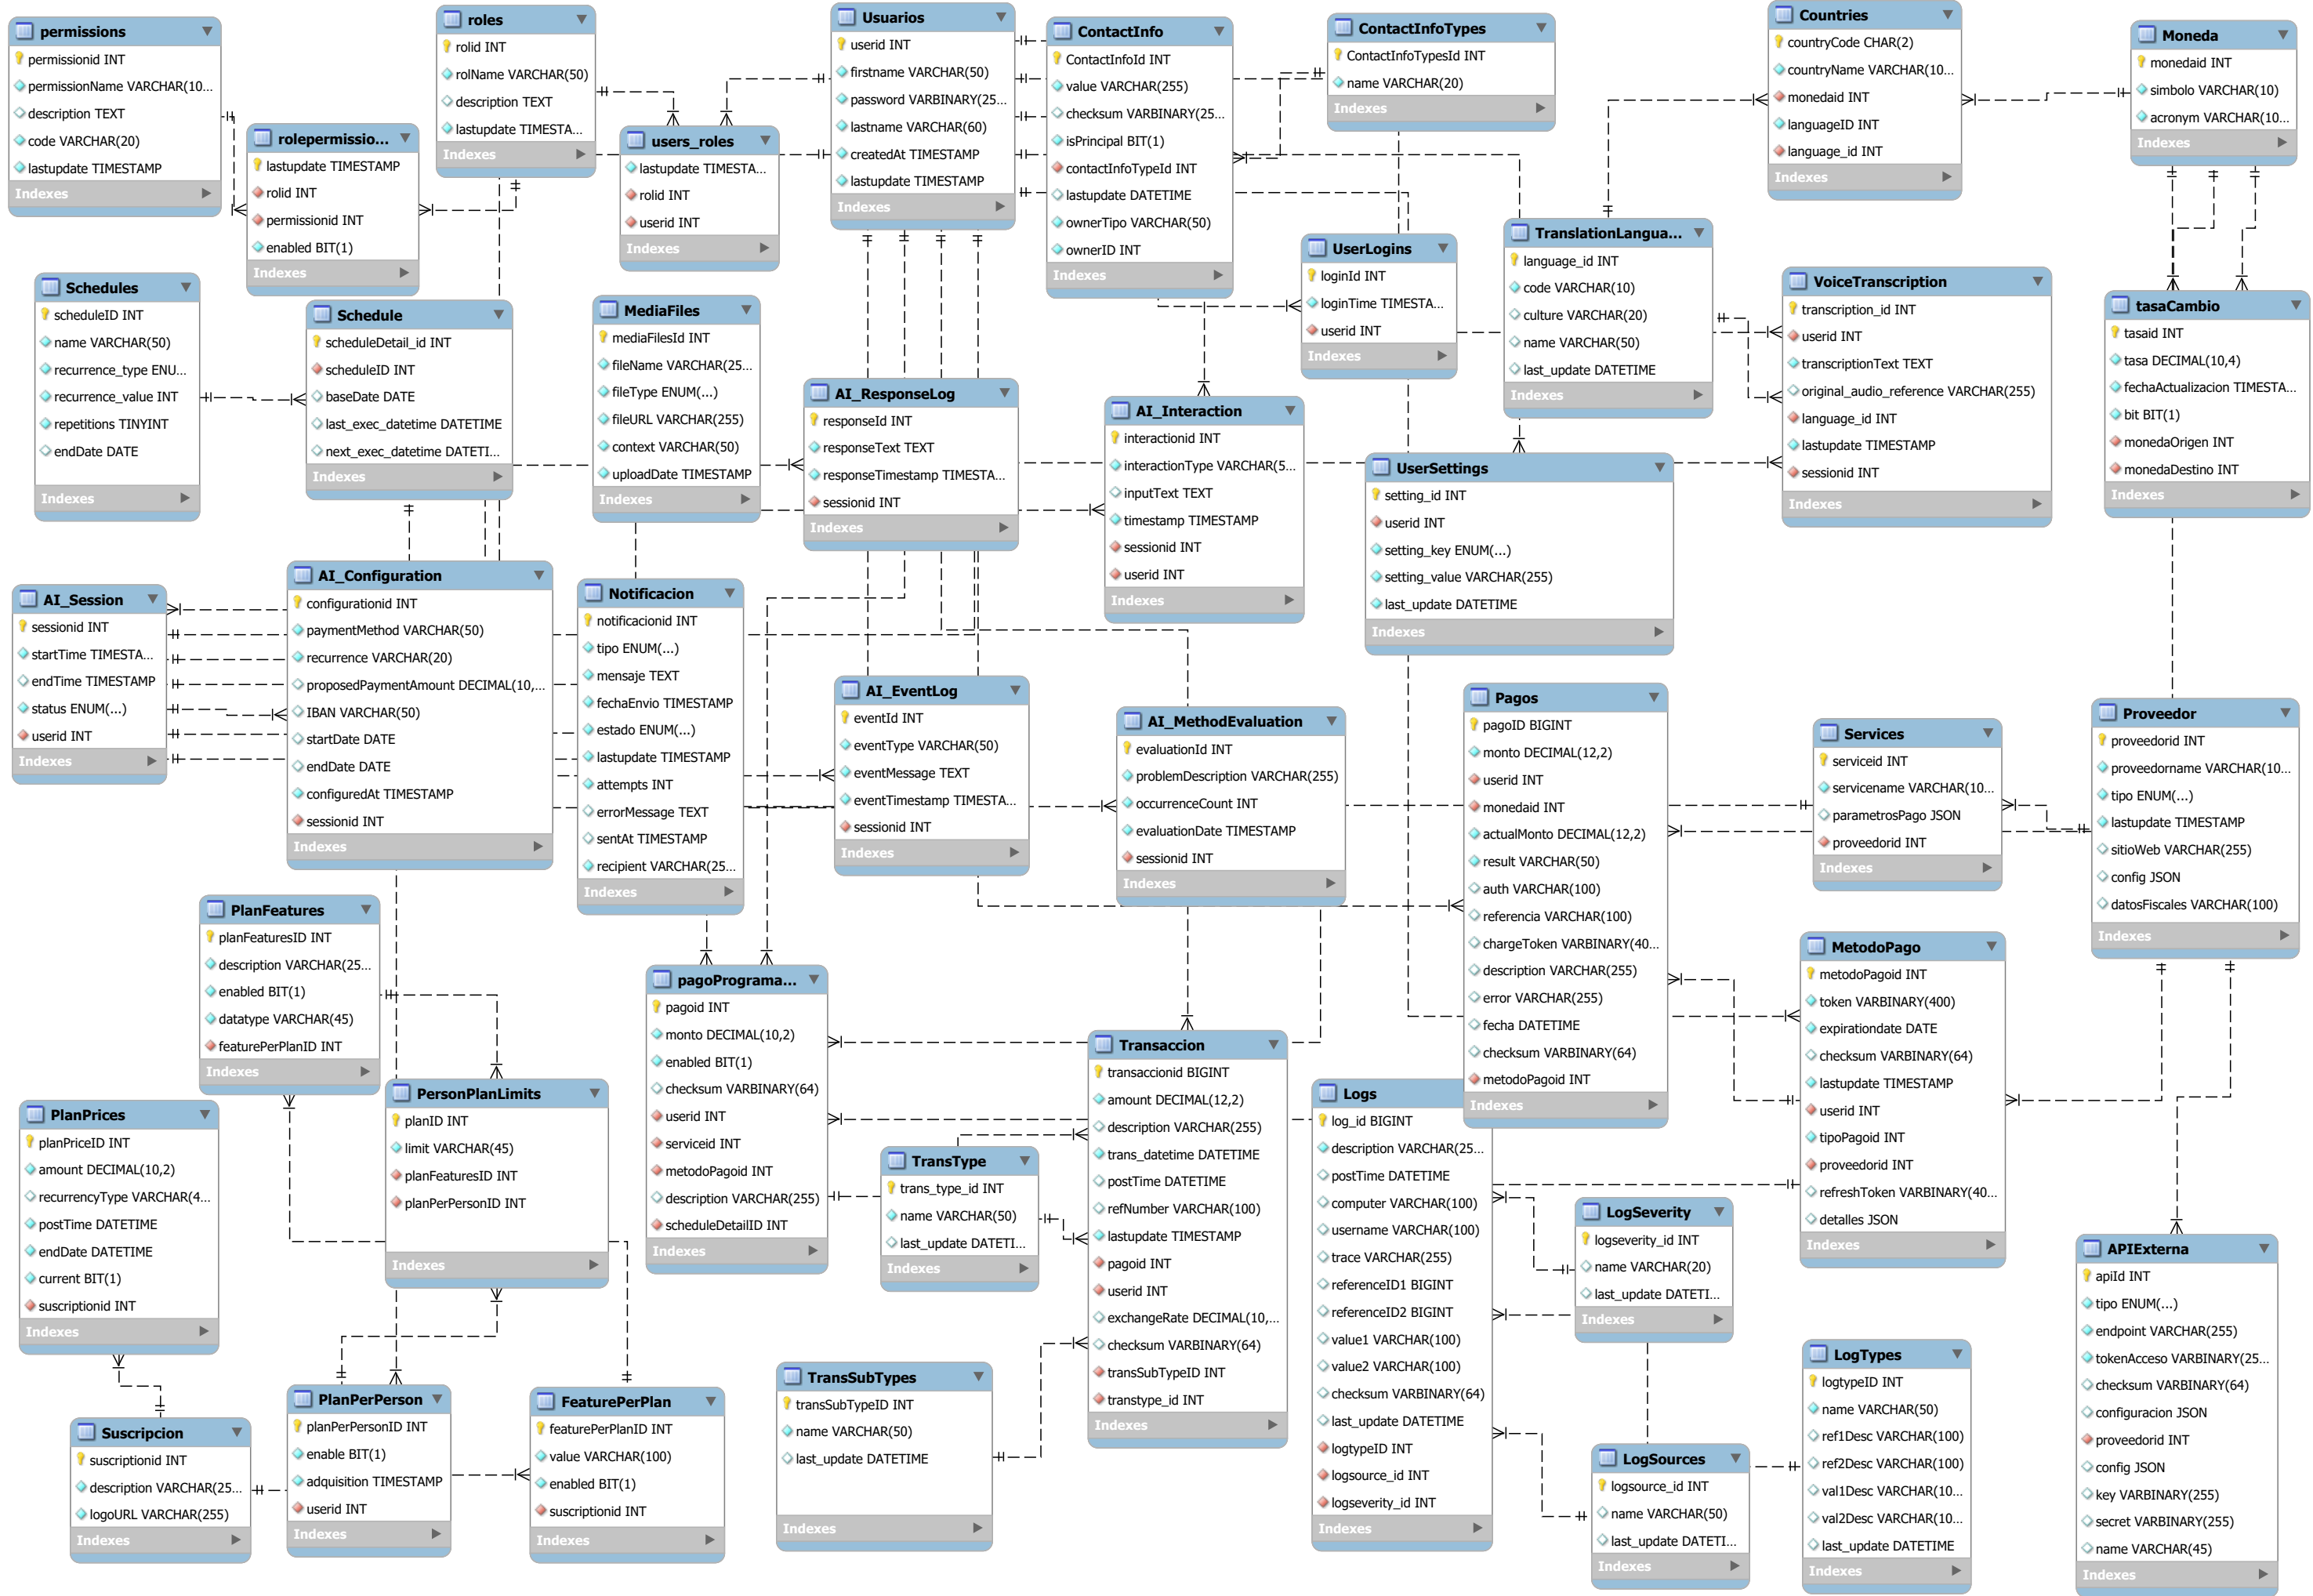 permissions
permissionid INT
permissionName VARCHAR(10...
description TEXT
code VARCHAR(20)
lastupdate TIMESTAMP
Indexes
roles
rolid INT
rolName VARCHAR(50)
description TEXT
lastupdate TIMESTA...
Indexes
rolepermissio...
lastupdate TIMESTAMP
rolid INT
permissionid INT
enabled BIT(1)
Indexes
users_roles
lastupdate TIMESTA...
rolid INT
userid INT
Indexes
Usuarios
userid INT
firstname VARCHAR(50)
password VARBINARY(25...
lastname VARCHAR(60)
createdAt TIMESTAMP
lastupdate TIMESTAMP
Indexes
ContactInfo
ContactInfoId INT
value VARCHAR(255)
checksum VARBINARY(25...
isPrincipal BIT(1)
contactInfoTypeId INT
lastupdate DATETIME
ownerTipo VARCHAR(50)
ownerID INT
Indexes
ContactInfoTypes
ContactInfoTypesId INT
name VARCHAR(20)
Indexes
Countries
countryCode CHAR(2)
countryName VARCHAR(10...
monedaid INT
languageID INT
language_id INT
Indexes
Moneda
monedaid INT
simbolo VARCHAR(10)
acronym VARCHAR(10...
Indexes
UserLogins
loginId INT
loginTime TIMESTA...
userid INT
Indexes
TranslationLangua...
language_id INT
code VARCHAR(10)
culture VARCHAR(20)
name VARCHAR(50)
last_update DATETIME
Indexes
VoiceTranscription
transcription_id INT
userid INT
transcriptionText TEXT
original_audio_reference VARCHAR(255)
language_id INT
lastupdate TIMESTAMP
sessionid INT
Indexes
tasaCambio
tasaid INT
tasa DECIMAL(10,4)
fechaActualizacion TIMESTA...
bit BIT(1)
monedaOrigen INT
monedaDestino INT
Indexes
Schedules
scheduleID INT
name VARCHAR(50)
recurrence_type ENU...
recurrence_value INT
repetitions TINYINT
endDate DATE
Indexes
Schedule
scheduleDetail_id INT
scheduleID INT
baseDate DATE
last_exec_datetime DATETIME
next_exec_datetime DATETI...
Indexes
MediaFiles
mediaFilesId INT
fileName VARCHAR(25...
fileType ENUM(...)
fileURL VARCHAR(255)
context VARCHAR(50)
uploadDate TIMESTAMP
Indexes
AI_ResponseLog
responseId INT
responseText TEXT
responseTimestamp TIMESTA...
sessionid INT
Indexes
AI_Interaction
interactionid INT
interactionType VARCHAR(5...
inputText TEXT
timestamp TIMESTAMP
sessionid INT
userid INT
Indexes
UserSettings
setting_id INT
userid INT
setting_key ENUM(...)
setting_value VARCHAR(255)
last_update DATETIME
Indexes
AI_Session
sessionid INT
startTime TIMESTA...
endTime TIMESTAMP
status ENUM(...)
userid INT
Indexes
AI_Configuration
configurationid INT
paymentMethod VARCHAR(50)
recurrence VARCHAR(20)
proposedPaymentAmount DECIMAL(10,...
IBAN VARCHAR(50)
startDate DATE
endDate DATE
configuredAt TIMESTAMP
sessionid INT
Indexes
Notificacion
notificacionid INT
tipo ENUM(...)
mensaje TEXT
fechaEnvio TIMESTAMP
estado ENUM(...)
lastupdate TIMESTAMP
attempts INT
errorMessage TEXT
sentAt TIMESTAMP
recipient VARCHAR(25...
Indexes
AI_EventLog
eventId INT
eventType VARCHAR(50)
eventMessage TEXT
eventTimestamp TIMESTA...
sessionid INT
Indexes
AI_MethodEvaluation
evaluationId INT
problemDescription VARCHAR(255)
occurrenceCount INT
evaluationDate TIMESTAMP
sessionid INT
Indexes
Pagos
pagoID BIGINT
monto DECIMAL(12,2)
userid INT
monedaid INT
actualMonto DECIMAL(12,2)
result VARCHAR(50)
auth VARCHAR(100)
referencia VARCHAR(100)
chargeToken VARBINARY(40...
description VARCHAR(255)
error VARCHAR(255)
fecha DATETIME
checksum VARBINARY(64)
metodoPagoid INT
Indexes
Services
serviceid INT
servicename VARCHAR(10...
parametrosPago JSON
proveedorid INT
Indexes
Proveedor
proveedorid INT
proveedorname VARCHAR(10...
tipo ENUM(...)
lastupdate TIMESTAMP
sitioWeb VARCHAR(255)
config JSON
datosFiscales VARCHAR(100)
Indexes
PlanFeatures
planFeaturesID INT
description VARCHAR(25...
enabled BIT(1)
datatype VARCHAR(45)
featurePerPlanID INT
Indexes
pagoPrograma...
pagoid INT
monto DECIMAL(10,2)
enabled BIT(1)
checksum VARBINARY(64)
userid INT
serviceid INT
metodoPagoid INT
description VARCHAR(255)
scheduleDetailID INT
Indexes
MetodoPago
metodoPagoid INT
token VARBINARY(400)
expirationdate DATE
checksum VARBINARY(64)
lastupdate TIMESTAMP
userid INT
tipoPagoid INT
proveedorid INT
refreshToken VARBINARY(40...
detalles JSON
Indexes
PlanPrices
planPriceID INT
amount DECIMAL(10,2)
recurrencyType VARCHAR(4...
postTime DATETIME
endDate DATETIME
current BIT(1)
suscriptionid INT
Indexes
PersonPlanLimits
planID INT
limit VARCHAR(45)
planFeaturesID INT
planPerPersonID INT
Indexes
TransType
trans_type_id INT
name VARCHAR(50)
last_update DATETI...
Indexes
Transaccion
transaccionid BIGINT
amount DECIMAL(12,2)
description VARCHAR(255)
trans_datetime DATETIME
postTime DATETIME
refNumber VARCHAR(100)
lastupdate TIMESTAMP
pagoid INT
userid INT
exchangeRate DECIMAL(10,...
checksum VARBINARY(64)
transSubTypeID INT
transtype_id INT
Indexes
Logs
log_id BIGINT
description VARCHAR(25...
postTime DATETIME
computer VARCHAR(100)
username VARCHAR(100)
trace VARCHAR(255)
referenceID1 BIGINT
referenceID2 BIGINT
value1 VARCHAR(100)
value2 VARCHAR(100)
checksum VARBINARY(64)
last_update DATETIME
logtypeID INT
logsource_id INT
logseverity_id INT
Indexes
LogSeverity
logseverity_id INT
name VARCHAR(20)
last_update DATETI...
Indexes
APIExterna
apiId INT
tipo ENUM(...)
endpoint VARCHAR(255)
tokenAcceso VARBINARY(25...
checksum VARBINARY(64)
configuracion JSON
proveedorid INT
config JSON
key VARBINARY(255)
secret VARBINARY(255)
name VARCHAR(45)
Indexes
Suscripcion
suscriptionid INT
description VARCHAR(25...
logoURL VARCHAR(255)
Indexes
PlanPerPerson
planPerPersonID INT
enable BIT(1)
adquisition TIMESTAMP
userid INT
Indexes
FeaturePerPlan
featurePerPlanID INT
value VARCHAR(100)
enabled BIT(1)
suscriptionid INT
Indexes
TransSubTypes
transSubTypeID INT
name VARCHAR(50)
last_update DATETIME
Indexes
LogSources
logsource_id INT
name VARCHAR(50)
last_update DATETI...
Indexes
LogTypes
logtypeID INT
name VARCHAR(50)
ref1Desc VARCHAR(100)
ref2Desc VARCHAR(100)
val1Desc VARCHAR(10...
val2Desc VARCHAR(10...
last_update DATETIME
Indexes